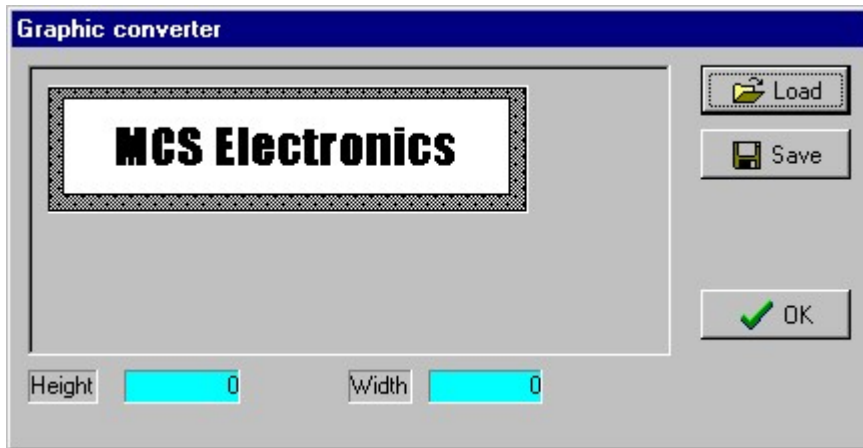 Graphic converter
MCS Electronics
Load
Save
OK
Height 0 Width 0